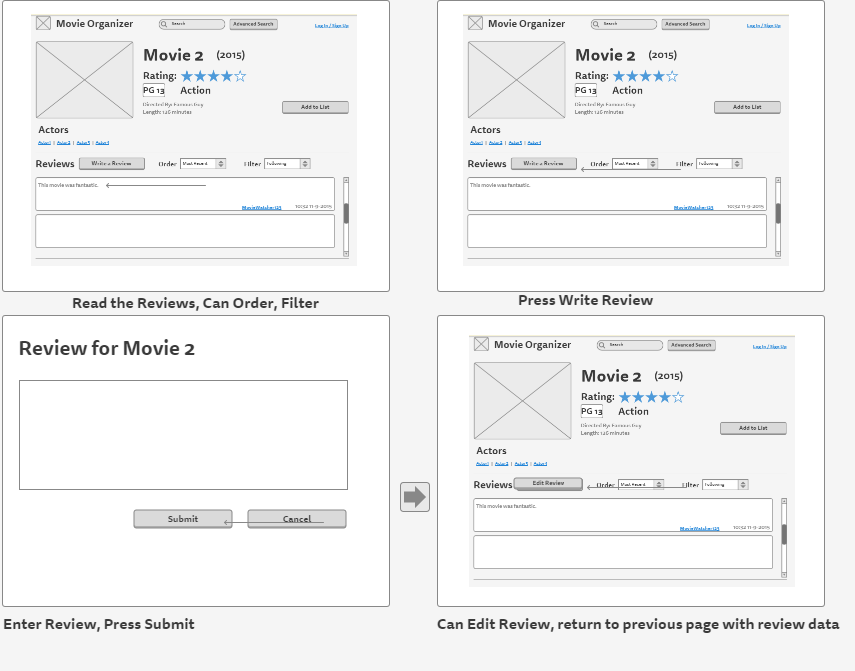 Movie Organizer Search Advanced Search Log In / Sign Up
Movie 2 (2015)
Rating:
PG 13 Action
Directed By: Famous Guy
Length: 126 minutes
Add to List
Actors
Actor1 | Actor2 | Actor3 | Actor4
Reviews Write a Review Order Most Recent Filter Following
This movie was fantastic.
MovieWatcher123 10:32 11-9-2015
Read the Reviews, Can Order, Filter
Movie Organizer Search Advanced Search Log In / Sign Up
Movie 2 (2015)
Rating:
PG 13 Action
Directed By: Famous Guy
Length: 126 minutes
Add to List
Actors
Actor1 | Actor2 | Actor3 | Actor4
Reviews Write a Review Order Most Recent Filter Following
This movie was fantastic.
MovieWatcher123 10:32 11-9-2015
Press Write Review
Review for Movie 2
Submit Cancel
Enter Review, Press Submit
Movie Organizer Search Advanced Search Log In / Sign Up
Movie 2 (2015)
Rating:
PG 13 Action
Directed By: Famous Guy
Length: 126 minutes
Add to List
Actors
Actor1 | Actor2 | Actor3 | Actor4
Reviews Edit Review Order Most Recent Filter Following
This movie was fantastic.
MovieWatcher123 10:32 11-9-2015
Can Edit Review, return to previous page with review data